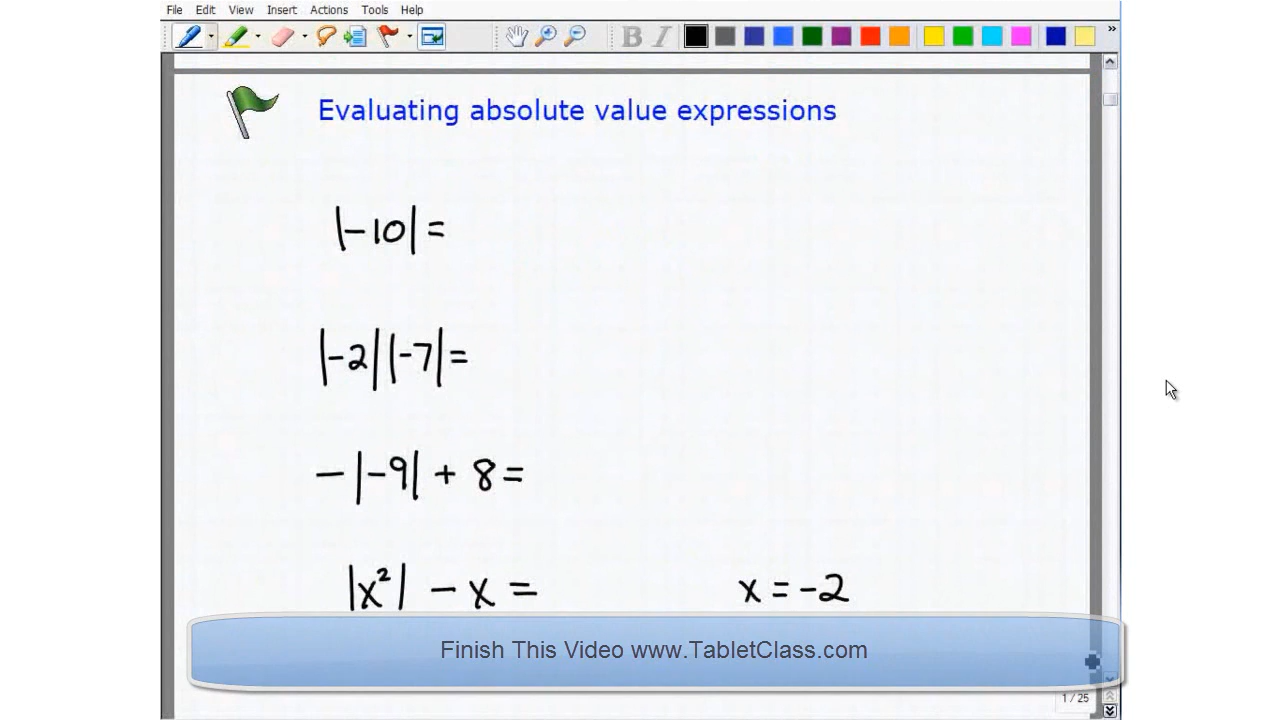 File Edit View Insert Actions Tools Help
B I »
Evaluating absolute value expressions
|-10| =
|-2||-7| =
-|-9| + 8 =
|x²| - x = x = -2
Finish This Video www.TabletClass.com
1 / 25